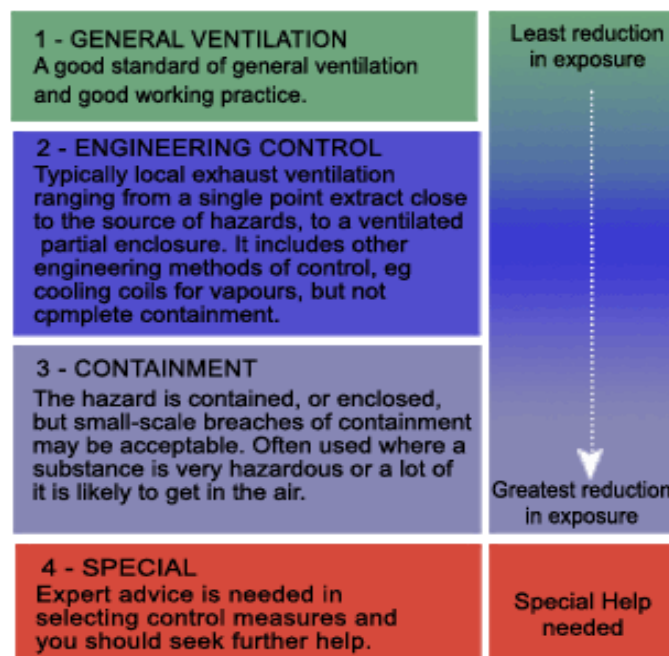 1 - GENERAL VENTILATION
A good standard of general ventilation
and good working practice.
Least reduction
in exposure
2 - ENGINEERING CONTROL
Typically local exhaust ventilation
ranging from a single point extract close
to the source of hazards, to a ventilated
partial enclosure. It includes other
engineering methods of control, eg
cooling coils for vapours, but not
cpmplete containment.
3 - CONTAINMENT
The hazard is contained, or enclosed,
but small-scale breaches of containment
may be acceptable. Often used where a
substance is very hazardous or a lot of
it is likely to get in the air.
Greatest reduction
in exposure
4 - SPECIAL
Expert advice is needed in
selecting control measures and
you should seek further help.
Special Help
needed